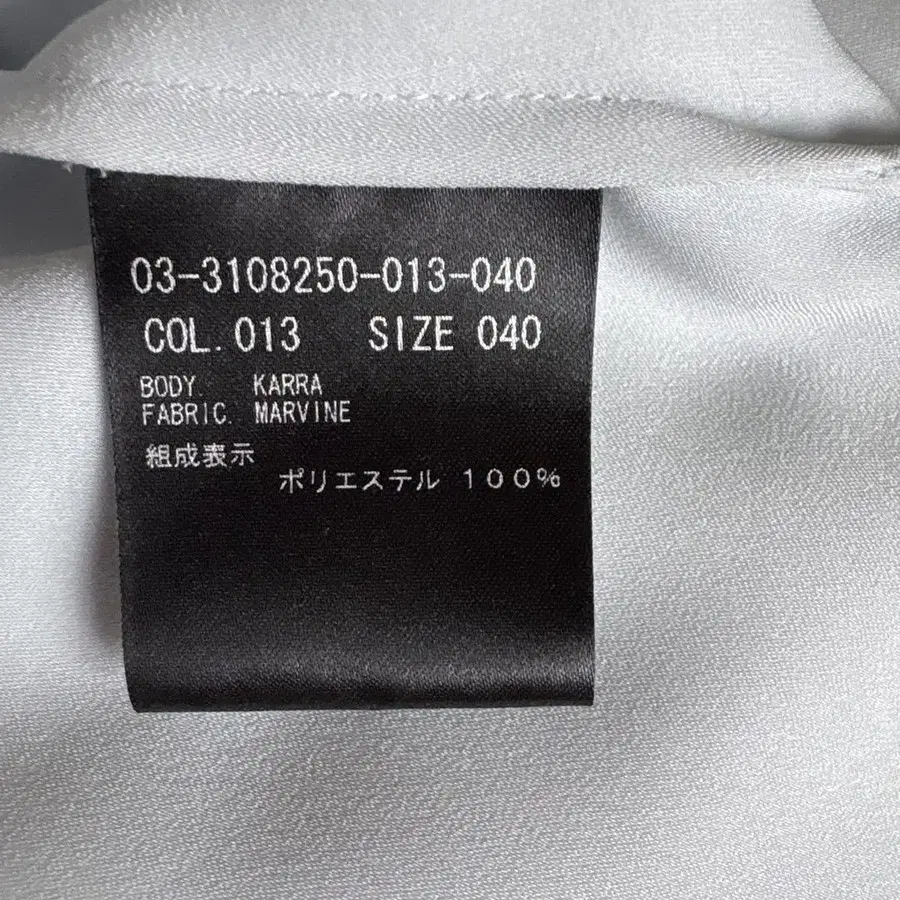 03-3108250-013-040
COL.013 SIZE 040
BODY. KARRA
FABRIC. MARVINE
組成表示
ポリエステル 100%